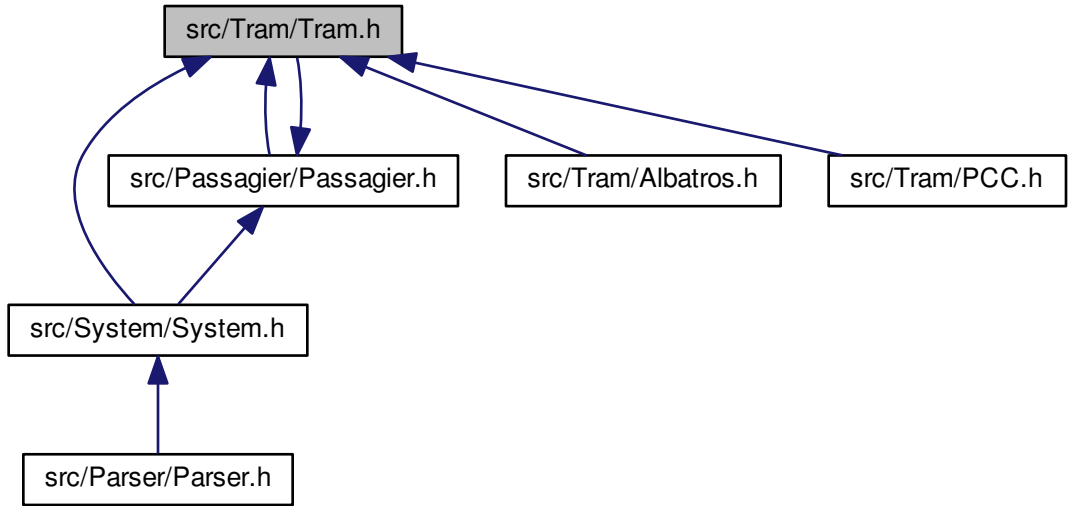 src/Tram/Tram.h
src/Passagier/Passagier.h
src/Tram/Albatros.h
src/Tram/PCC.h
src/System/System.h
src/Parser/Parser.h